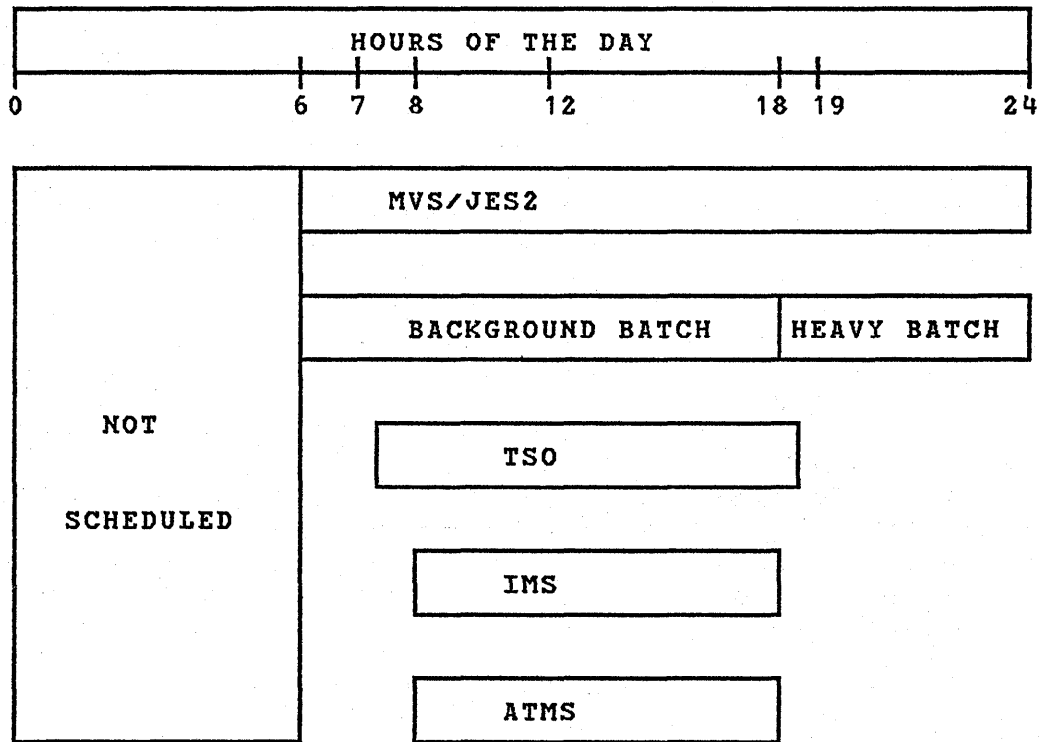 HOURS OF THE DAY
0 6 7 8 12 18 19 24
MVS/JES2
BACKGROUND BATCH HEAVY BATCH
NOT
SCHEDULED
TSO
IMS
ATMS